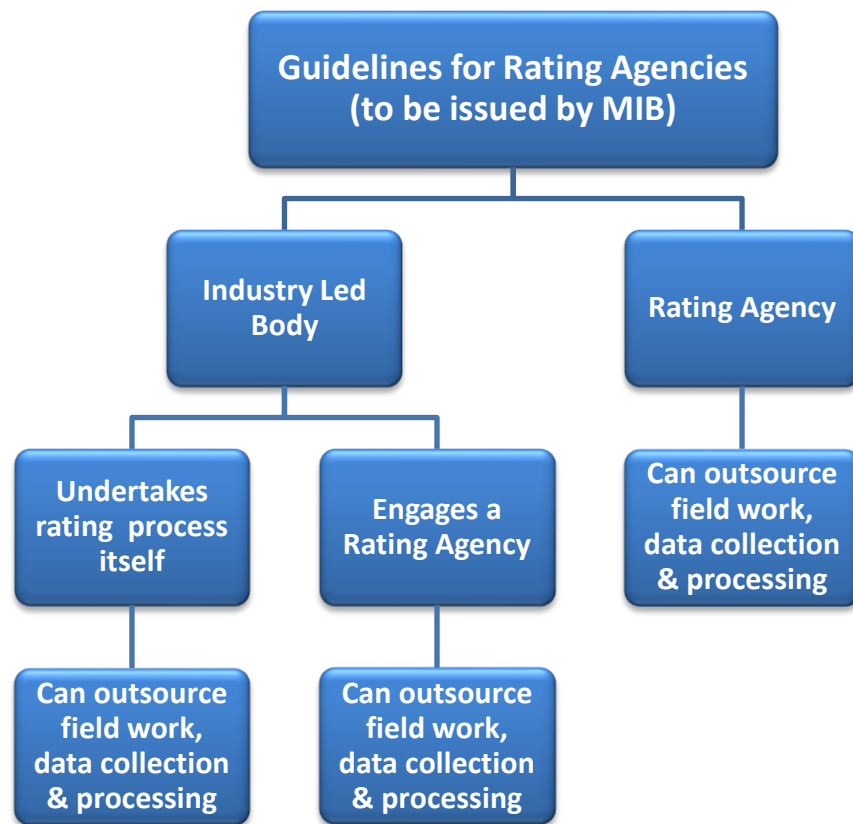 Guidelines for Rating Agencies
(to be issued by MIB)
Industry Led
Body
Rating Agency
Undertakes
rating process
itself
Engages a
Rating Agency
Can outsource
field work,
data collection
& processing
Can outsource
field work,
data collection
& processing
Can outsource
field work,
data collection
& processing